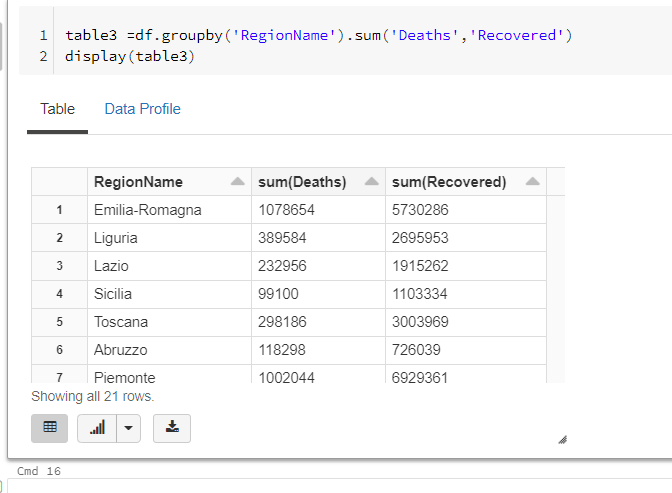 1 table3 =df.groupby('RegionName').sum('Deaths','Recovered')
2 display(table3)
Table Data Profile
RegionName sum(Deaths) sum(Recovered)
1 Emilia-Romagna 1078654 5730286
2 Liguria 389584 2695953
3 Lazio 232956 1915262
4 Sicilia 99100 1103334
5 Toscana 298186 3003969
6 Abruzzo 118298 726039
7 Piemonte 1002044 6929361
Showing all 21 rows.
Cmd 16